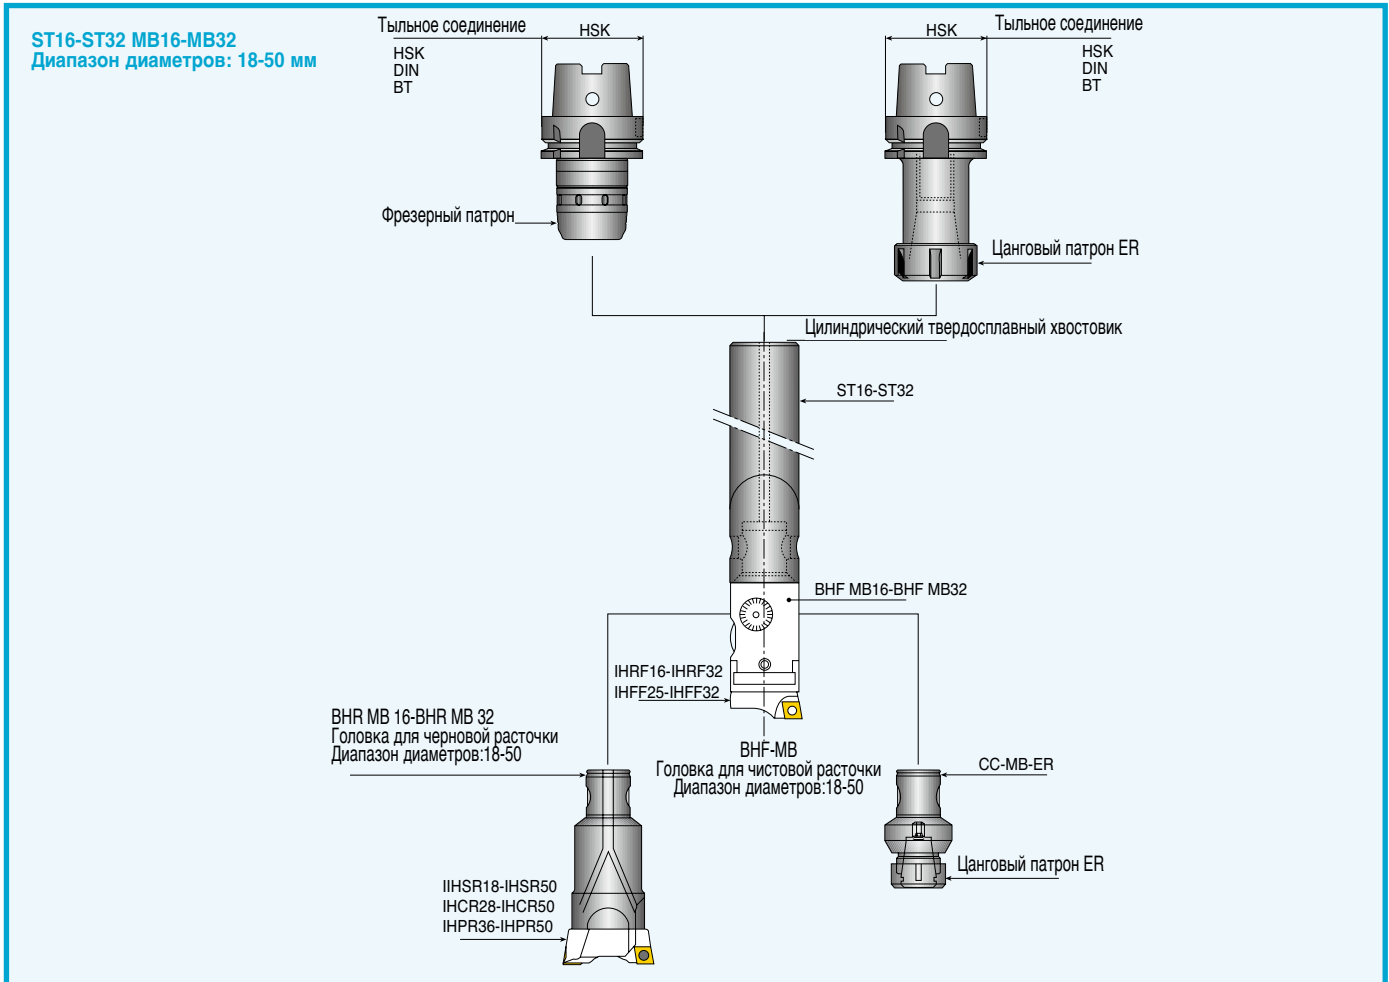 ST16-ST32 MB16-MB32
Диапазон диаметров: 18-50 мм
Тыльное соединение
HSK
DIN
BT
HSK
Фрезерный патрон
HSK
Тыльное соединение
HSK
DIN
BT
Цанговый патрон ER
Цилиндрический твердосплавный хвостовик
ST16-ST32
BHF MB16-BHF MB32
IHRF16-IHRF32
IHFF25-IHFF32
BHR MB 16-BHR MB 32
Головка для черновой расточки
Диапазон диаметров:18-50
BHF-MB
Головка для чистовой расточки
Диапазон диаметров:18-50
CC-MB-ER
Цанговый патрон ER
IIHSR18-IHSR50
IHCR28-IHCR50
IHPR36-IHPR50